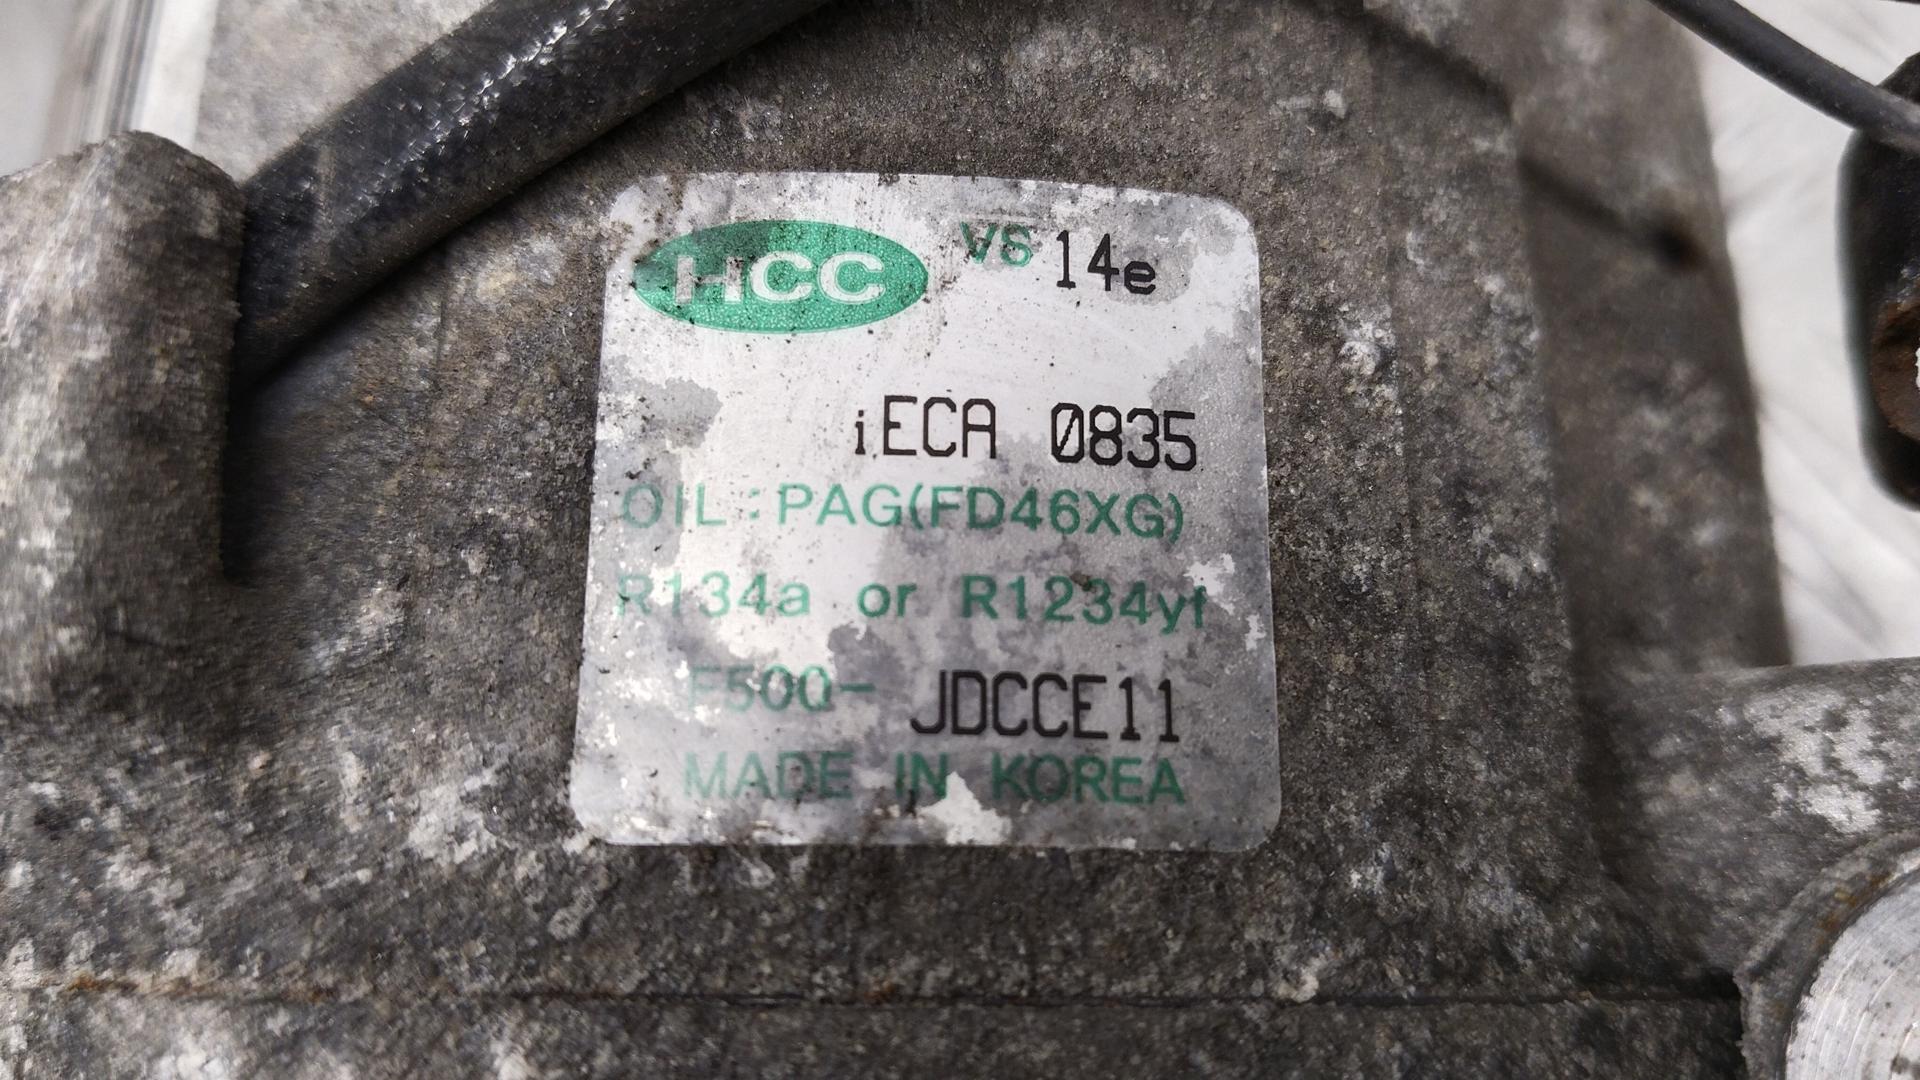 HCC VS 14e
iECA 0835
OIL : PAG(FD46XG)
R134a or R1234yf
F500- JDCCE11
MADE IN KOREA